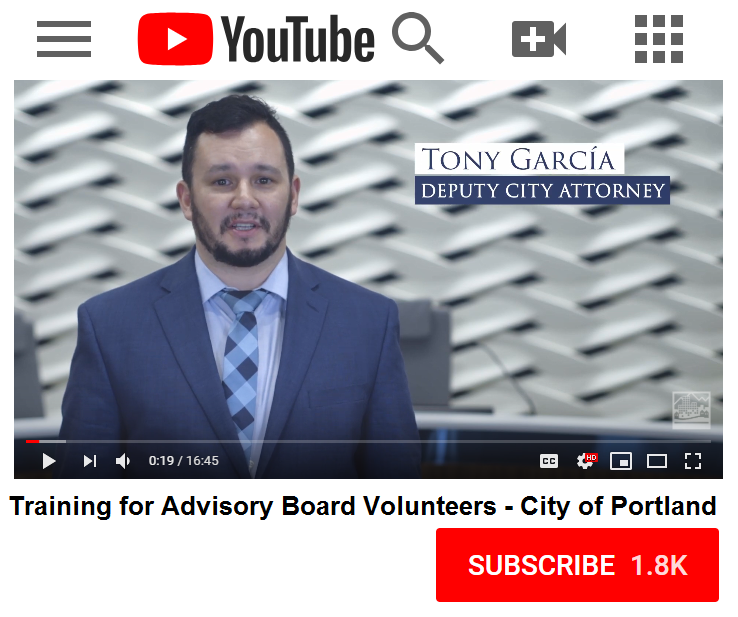 YouTube
TONY GARCÍA
DEPUTY CITY ATTORNEY
0:19 / 16:45
CC
HD
Training for Advisory Board Volunteers - City of Portland
SUBSCRIBE 1.8K